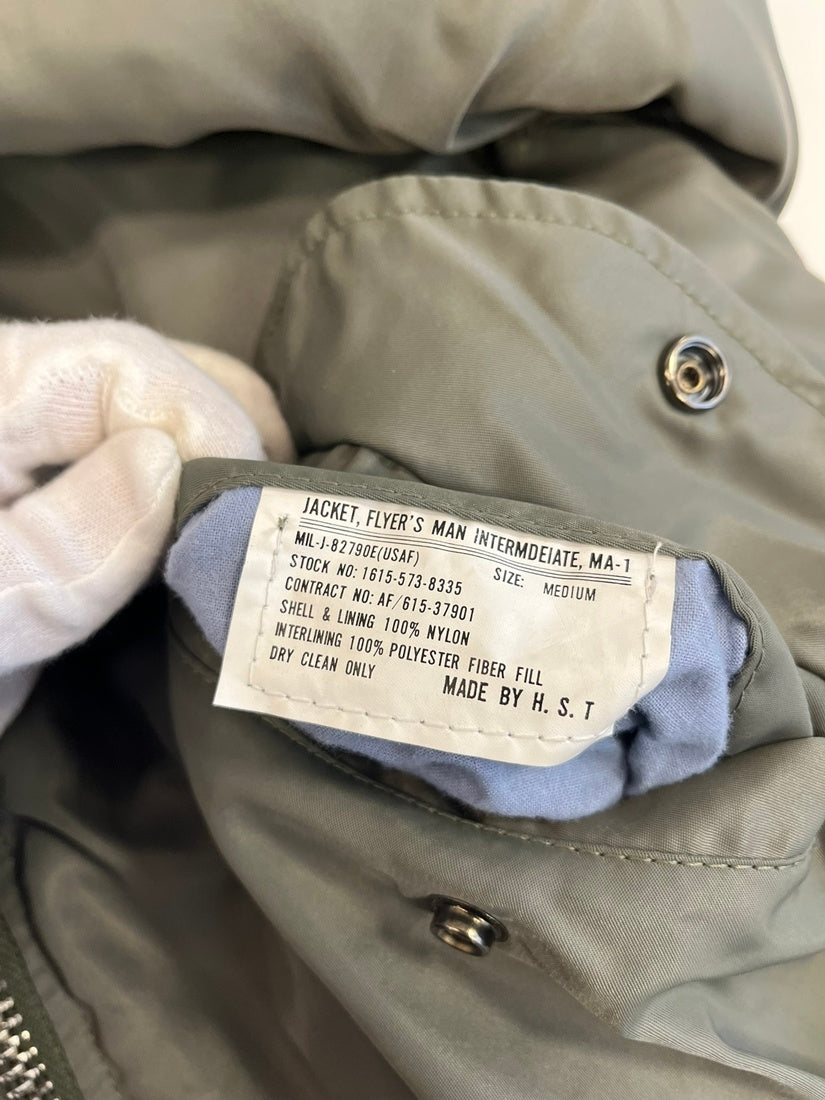 JACKET, FLYER'S MAN INTERMDEIATE, MA-1
MIL-J-82790E(USAF)
STOCK NO: 1615-573-8335 SIZE: MEDIUM
CONTRACT NO: AF/615-37901
SHELL & LINING 100% NYLON
INTERLINING 100% POLYESTER FIBER FILL
DRY CLEAN ONLY
MADE BY H. S. T